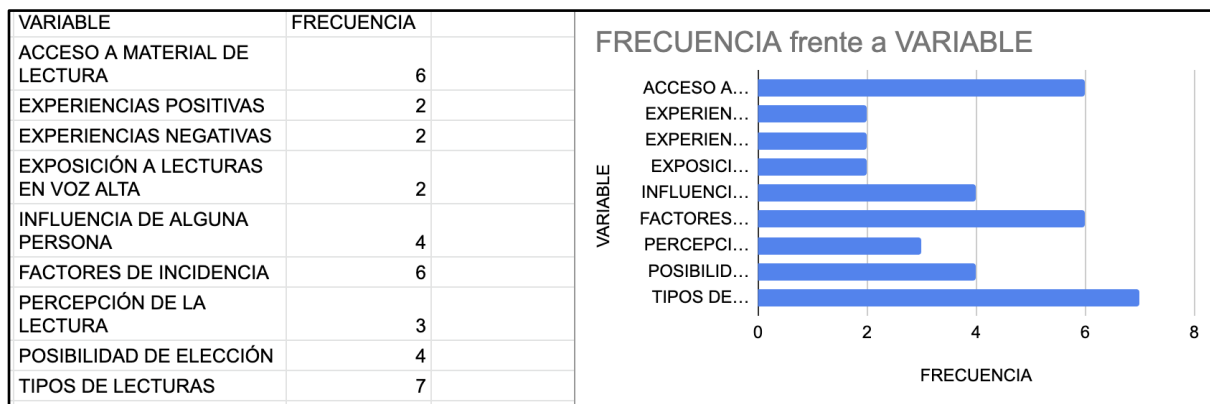 VARIABLE FRECUENCIA
ACCESO A MATERIAL DE
LECTURA 6
EXPERIENCIAS POSITIVAS 2
EXPERIENCIAS NEGATIVAS 2
EXPOSICIÓN A LECTURAS
EN VOZ ALTA 2
INFLUENCIA DE ALGUNA
PERSONA 4
FACTORES DE INCIDENCIA 6
PERCEPCIÓN DE LA
LECTURA 3
POSIBILIDAD DE ELECCIÓN 4
TIPOS DE LECTURAS 7
FRECUENCIA frente a VARIABLE
VARIABLE
ACCESO A...
EXPERIEN...
EXPERIEN...
EXPOSICI...
INFLUENCI...
FACTORES...
PERCEPCI...
POSIBILID...
TIPOS DE...
0 2 4 6 8
FRECUENCIA